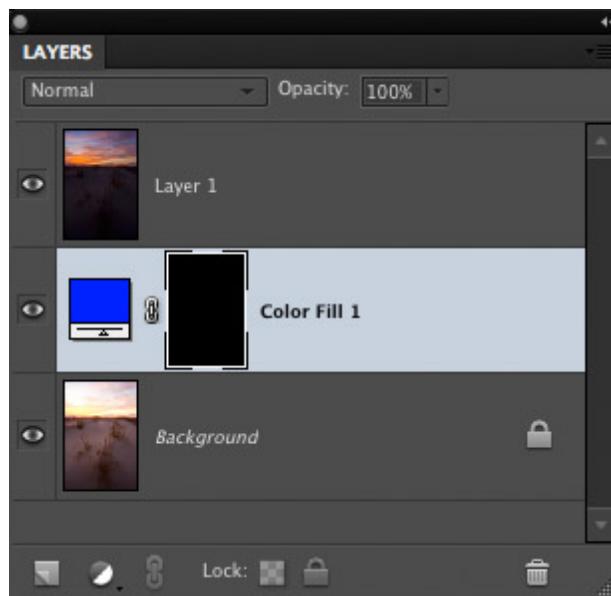 LAYERS
Normal Opacity: 100%
Layer 1
Color Fill 1
Background
Lock: